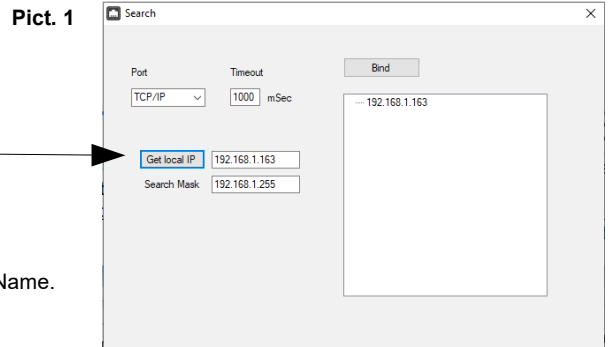 Pict. 1
Search
Port
Timeout
Bind
TCP/IP
1000 mSec
192.168.1.163
Get local IP 192.168.1.163
Search Mask 192.168.1.255
Name.